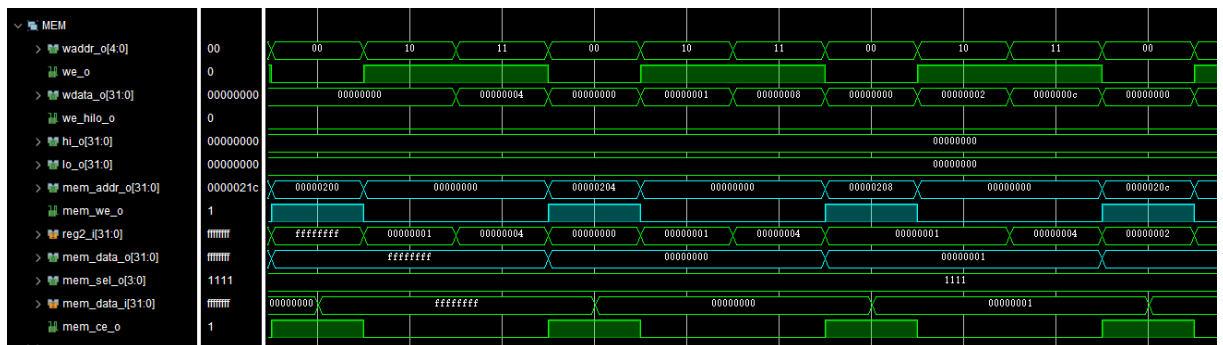 MEM
waddr_o[4:0] 00 00 10 11 00 10 11 00 10 11 00
we_o 0
wdata_o[31:0] 00000000 00000000 00000004 00000000 00000001 00000008 00000000 00000002 0000000c 00000000
we_hilo_o 0
hi_o[31:0] 00000000 00000000
lo_o[31:0] 00000000 00000000
mem_addr_o[31:0] 0000021c 00000200 00000000 00000204 00000000 00000208 00000000 0000020c
mem_we_o 1
reg2_i[31:0] ffffffff ffffffff 00000001 00000004 00000000 00000001 00000004 00000001 00000004 00000002
mem_data_o[31:0] ffffffff ffffffff 00000000 00000001
mem_sel_o[3:0] 1111 1111
mem_data_i[31:0] ffffffff 00000000 ffffffff 00000000 00000001
mem_ce_o 1